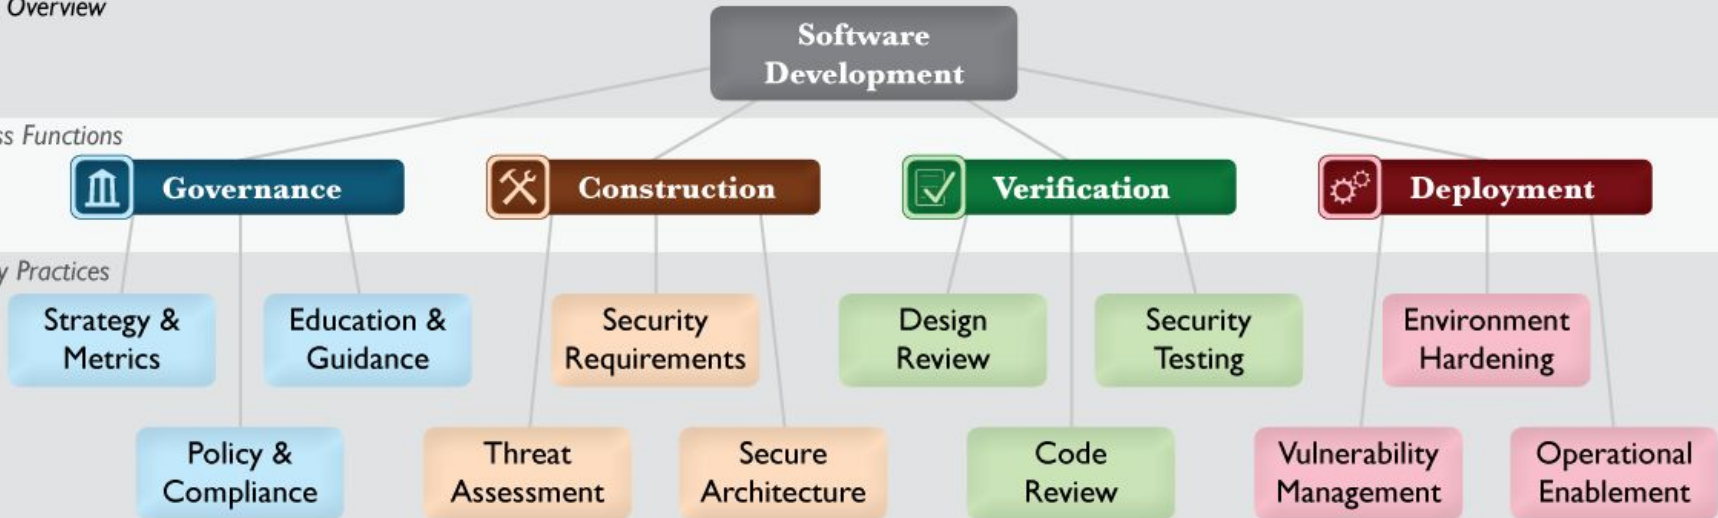 Overview
Software
Development
ss Functions
Governance
Construction
Verification
Deployment
y Practices
Strategy &
Metrics
Education &
Guidance
Security
Requirements
Design
Review
Security
Testing
Environment
Hardening
Policy &
Compliance
Threat
Assessment
Secure
Architecture
Code
Review
Vulnerability
Management
Operational
Enablement